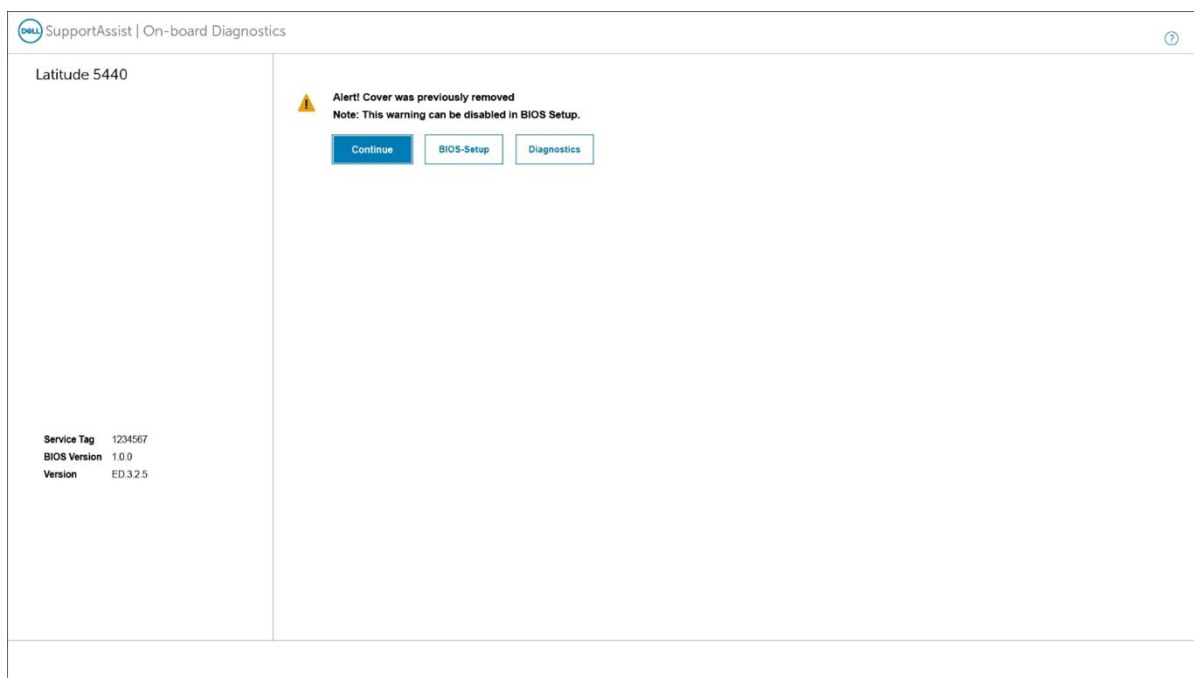 DELL SupportAssist | On-board Diagnostics
?
Latitude 5440
Alert! Cover was previously removed
Note: This warning can be disabled in BIOS Setup.
Continue BIOS-Setup Diagnostics
Service Tag 1234567
BIOS Version 1.0.0
Version ED.3.2.5